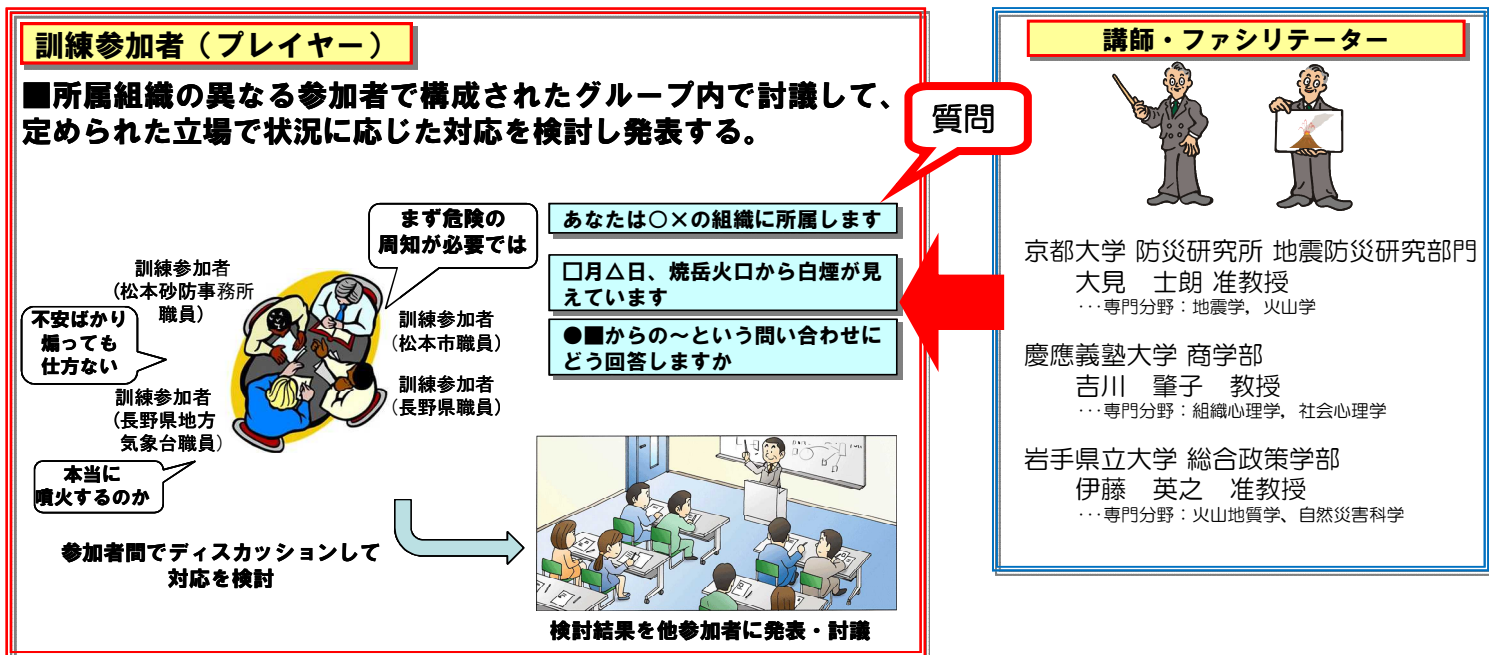 訓練参加者（プレイヤー）
■所属組織の異なる参加者で構成されたグループ内で討議して、
定められた立場で状況に応じた対応を検討し発表する。
質問
まず危険の
周知が必要では
訓練参加者
（松本砂防事務所
職員）
不安ばかり
煽っても
仕方ない
訓練参加者
（松本市職員）
訓練参加者
（長野県職員）
訓練参加者
（長野県地方
気象台職員）
本当に
噴火するのか
あなたは○×の組織に所属します
□月△日、焼岳火口から白煙が見
えています
●■からの～という問い合わせに
どう回答しますか
参加者間でディスカッションして
対応を検討
検討結果を他参加者に発表・討議
講師・ファシリテーター
京都大学 防災研究所 地震防災研究部門
大見　士朗 准教授
･･･専門分野：地震学，火山学
慶應義塾大学 商学部
吉川　肇子　教授
･･･専門分野：組織心理学，社会心理学
岩手県立大学 総合政策学部
伊藤　英之　准教授
･･･専門分野：火山地質学、自然災害科学